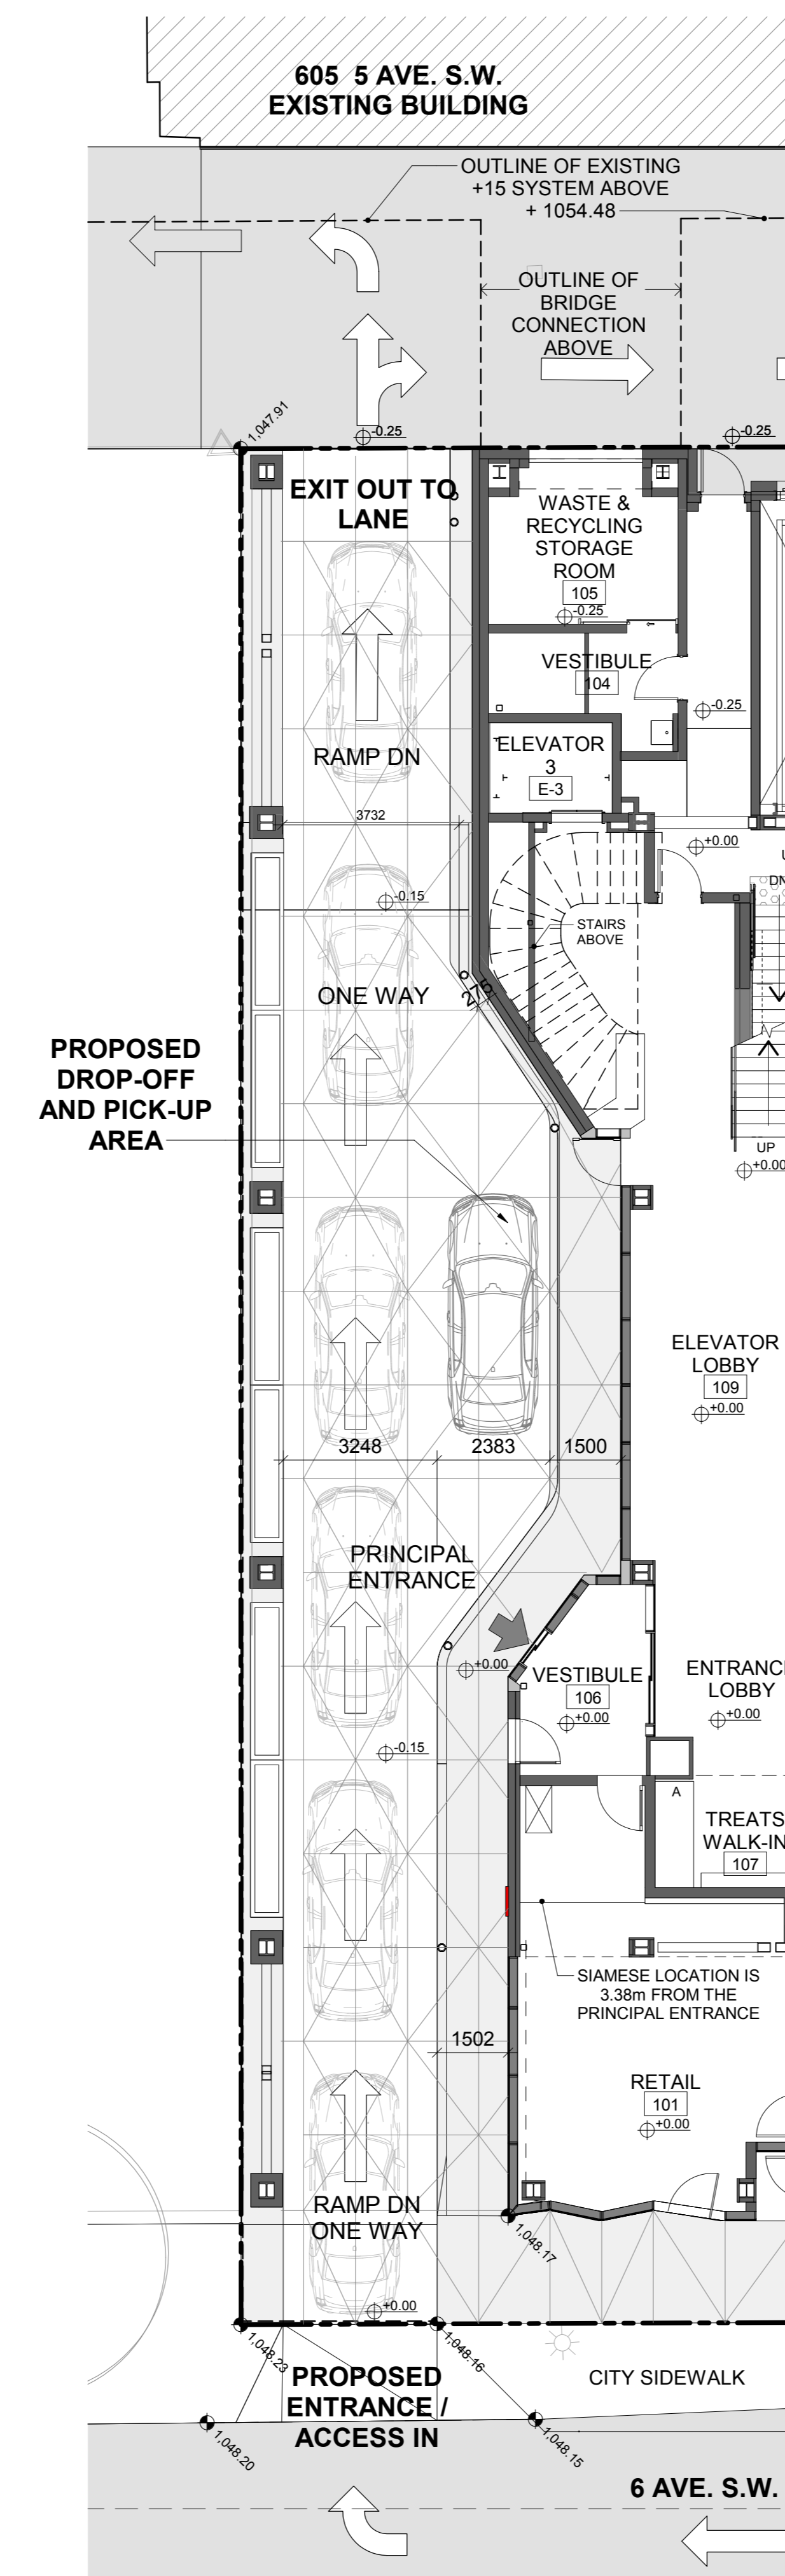 605 5 AVE. S.W.
EXISTING BUILDING
OUTLINE OF EXISTING
+15 SYSTEM ABOVE
+ 1054.48
OUTLINE OF
BRIDGE
CONNECTION
ABOVE
1,047.91
-0.25
-0.25
EXIT OUT TO
LANE
WASTE &
RECYCLING
STORAGE
ROOM
105
-0.25
VESTIBULE
104
-0.25
ELEVATOR
3
E-3
RAMP DN
3732
+0.00
DN
-0.15
STAIRS
ABOVE
275
ONE WAY
PROPOSED
DROP-OFF
AND PICK-UP
AREA
UP
+0.00
ELEVATOR
LOBBY
109
+0.00
3248
2383
1500
PRINCIPAL
ENTRANCE
+0.00
VESTIBULE
106
+0.00
ENTRANC
LOBBY
+0.00
-0.15
A
TREATS
WALK-IN
107
SIAMESE LOCATION IS
3.38m FROM THE
PRINCIPAL ENTRANCE
1502
RETAIL
101
+0.00
RAMP DN
ONE WAY
1,048.17
+0.00
1,048.23
1,048.16
PROPOSED
ENTRANCE /
ACCESS IN
CITY SIDEWALK
1,048.20
1,048.15
6 AVE. S.W.